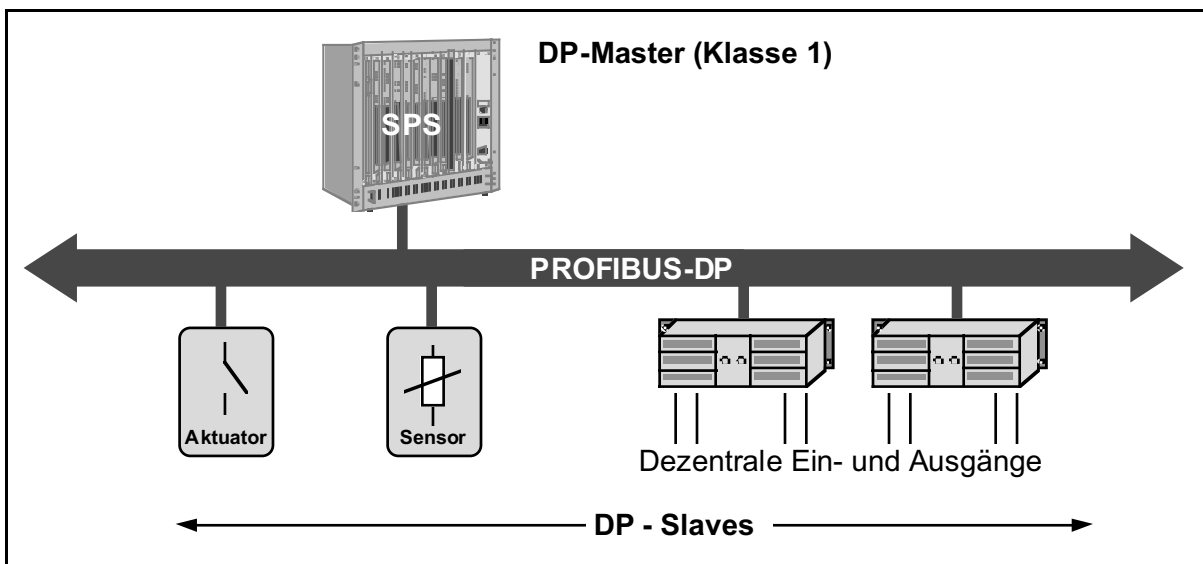 DP-Master (Klasse 1)
SPS
PROFIBUS-DP
Aktuator
Sensor
Dezentrale Ein- und Ausgänge
DP - Slaves